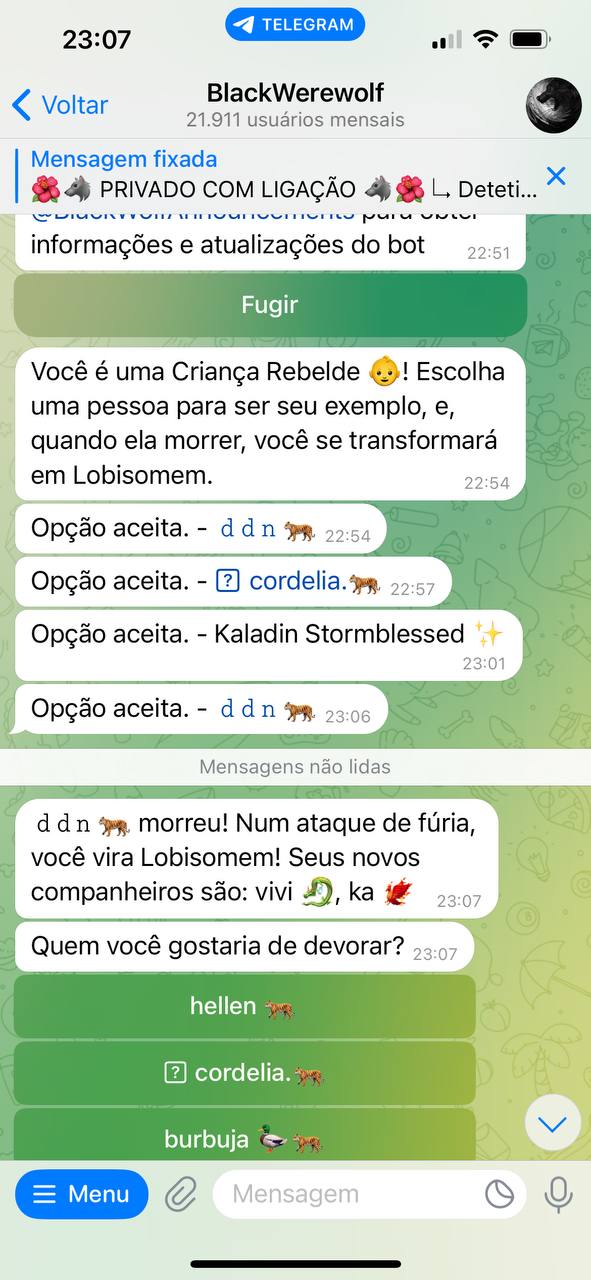 23:07
TELEGRAM
Voltar
BlackWerewolf
21.911 usuários mensais
Mensagem fixada
🌺🐺 PRIVADO COM LIGAÇÃO 🐺🌺 ╰► Deteti...
@BlackWolfAnnouncements para obter
informações e atualizações do bot 22:51
Fugir
Você é uma Criança Rebelde 👶! Escolha
uma pessoa para ser seu exemplo, e,
quando ela morrer, você se transformará
em Lobisomem. 22:54
Opção aceita. - ddn 🐅 22:54
Opção aceita. - cordelia.🐅 22:57
Opção aceita. - Kaladin Stormblessed ✨
23:01
Opção aceita. - ddn 🐅 23:06
Mensagens não lidas
ddn 🐅 morreu! Num ataque de fúria,
você vira Lobisomem! Seus novos
companheiros são: vivi 🐉, ka 🐦‍🔥 23:07
Quem você gostaria de devorar? 23:07
hellen 🐅
cordelia.🐅
burbuja 🦆🐅
Menu
Mensagem